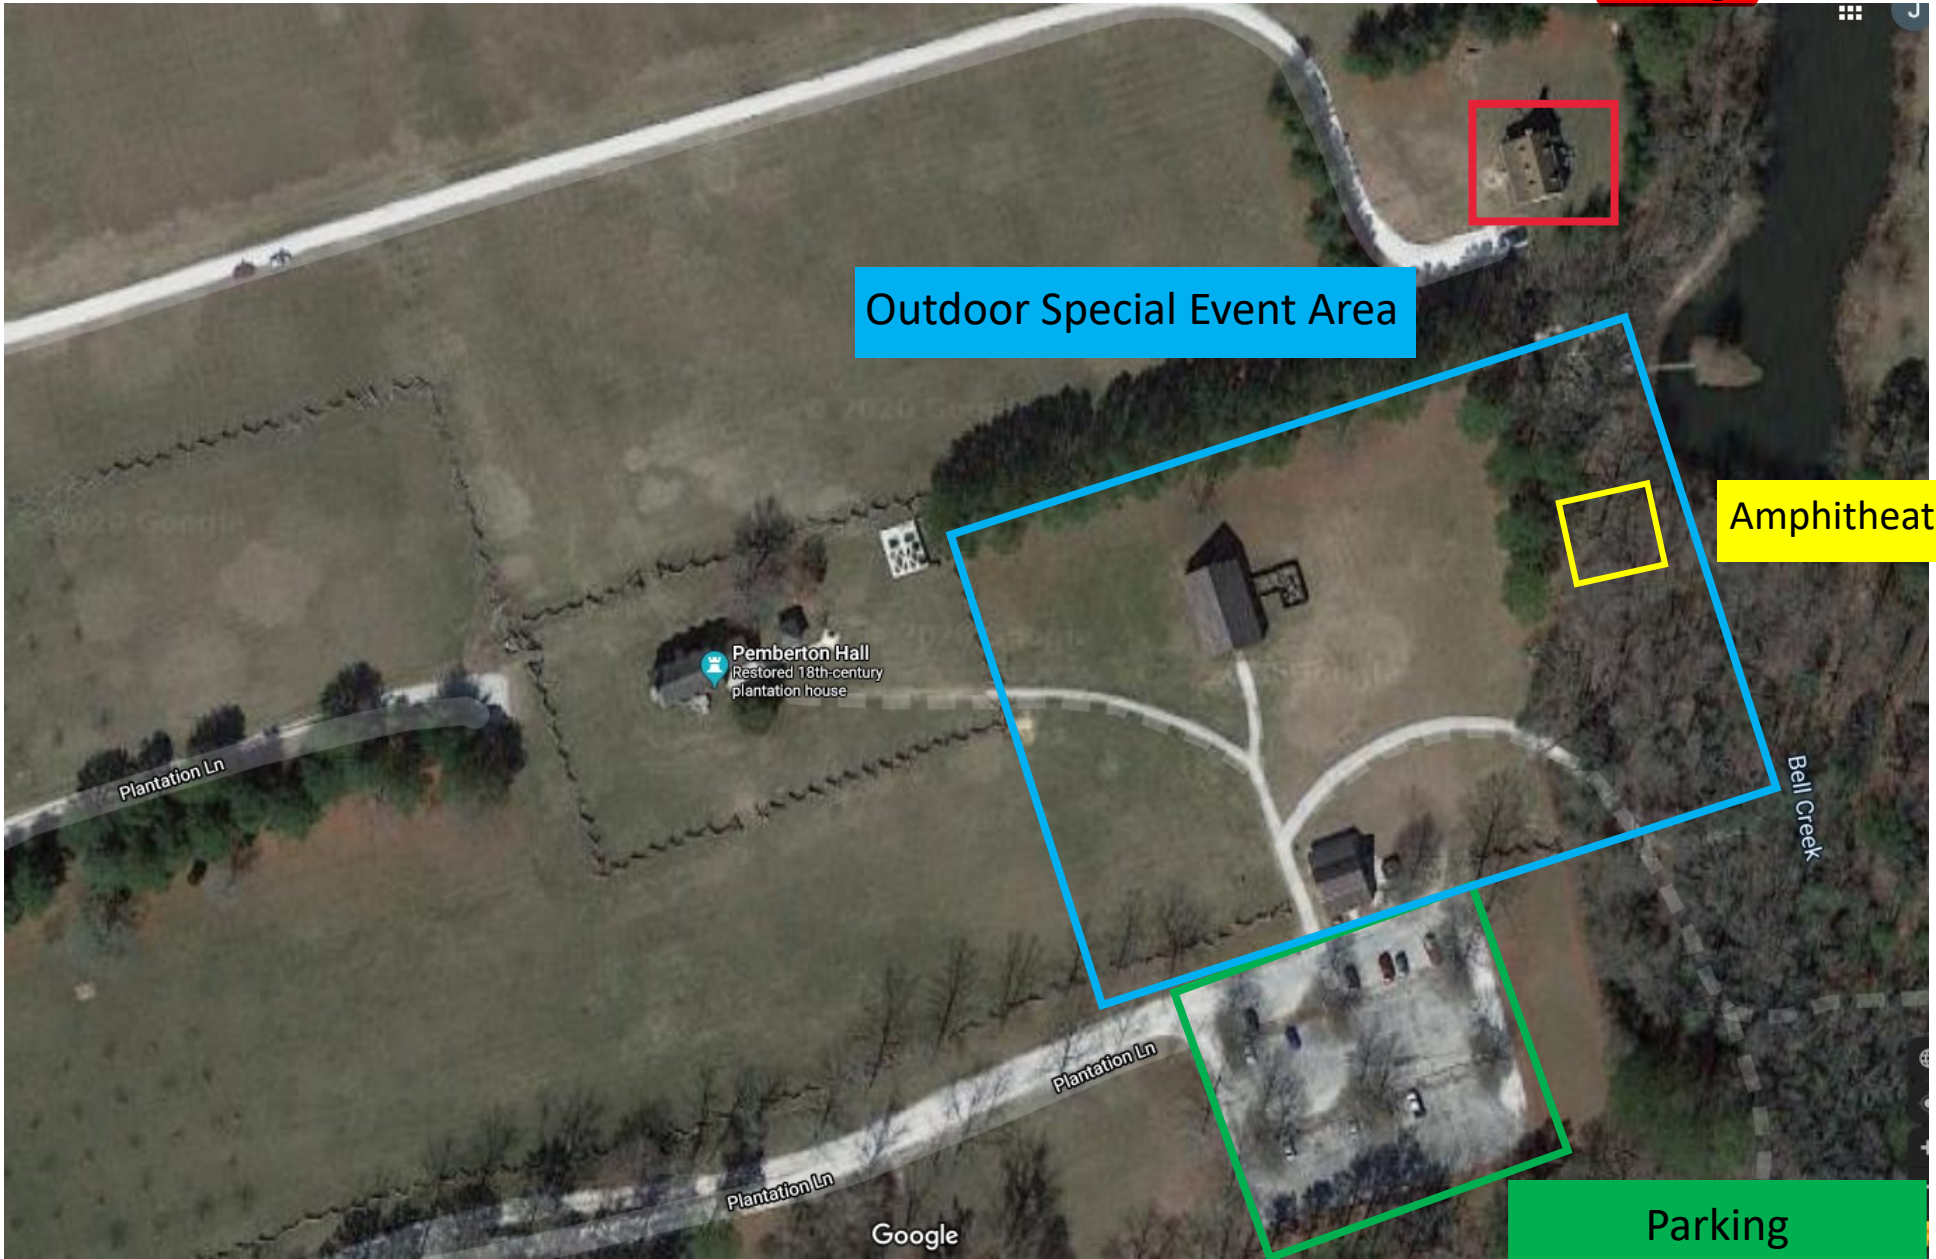 J
Outdoor Special Event Area
Amphitheat
Pemberton Hall
Restored 18th-century
plantation house
Plantation Ln
Bell Creek
Plantation Ln
Plantation Ln
Google
Parking